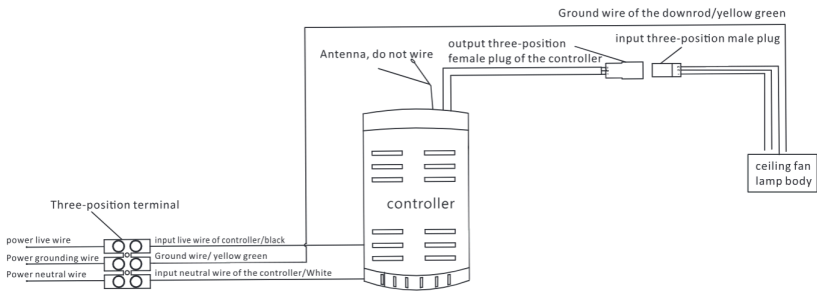 Ground wire of the downrod/yellow green
output three-position
female plug of the controller
input three-position male plug
Antenna, do not wire
ceiling fan
lamp body
controller
Three-position terminal
power live wire
input live wire of controller/black
Power grounding wire
Ground wire/ yellow green
Power neutral wire
input neutral wire of the controller/White